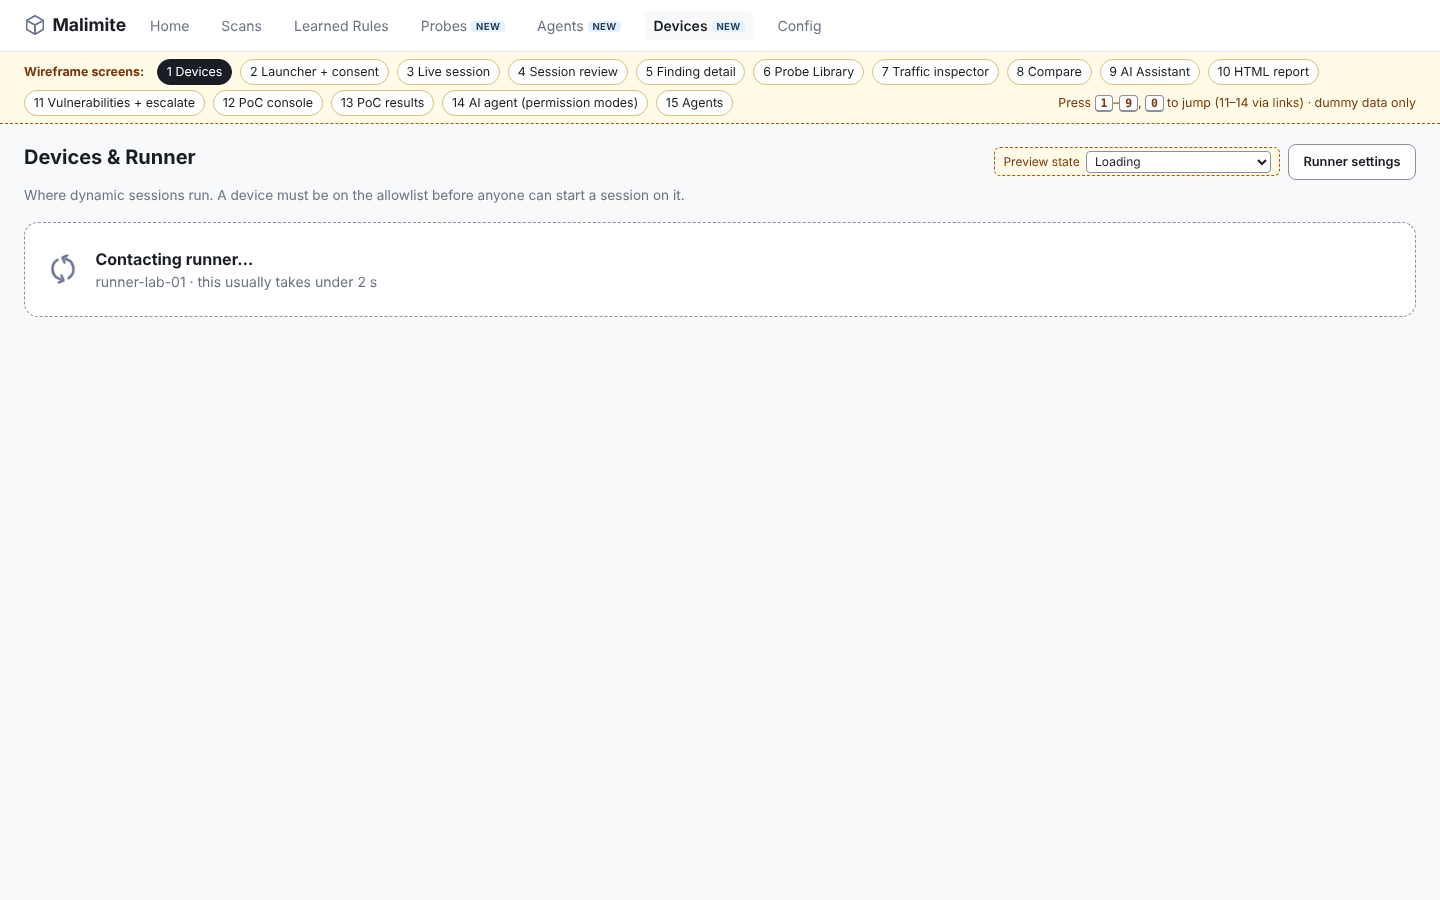 Malimite Home Scans Learned Rules Probes NEW Agents NEW Devices NEW Config
Wireframe screens: 1 Devices 2 Launcher + consent 3 Live session 4 Session review 5 Finding detail 6 Probe Library 7 Traffic inspector 8 Compare 9 AI Assistant 10 HTML report
11 Vulnerabilities + escalate 12 PoC console 13 PoC results 14 AI agent (permission modes) 15 Agents Press 1–9, 0 to jump (11–14 via links) · dummy data only
Devices & Runner Preview state Loading Runner settings
Where dynamic sessions run. A device must be on the allowlist before anyone can start a session on it.
Contacting runner…
runner-lab-01 · this usually takes under 2 s